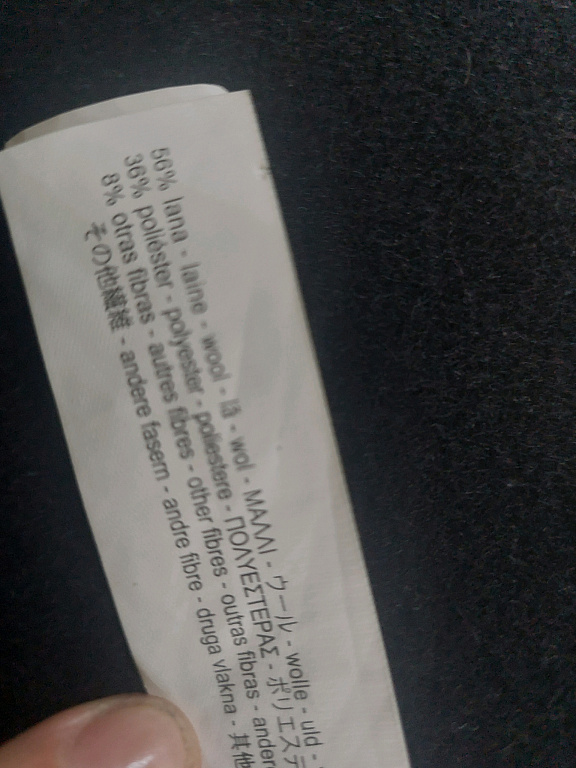 56% lana - laine - wool - lã - wol - ΜΑΛΛΙ - ウール - wolle - uld -
36% poliéster - polyester - poliestere - ΠΟΛΥΕΣΤΕΡΑΣ - ポリエステ
8% otras fibras - autres fibres - other fibres - outras fibras - ander
その他繊維 - andere fasern - andre fibre - druga vlakna - 其他